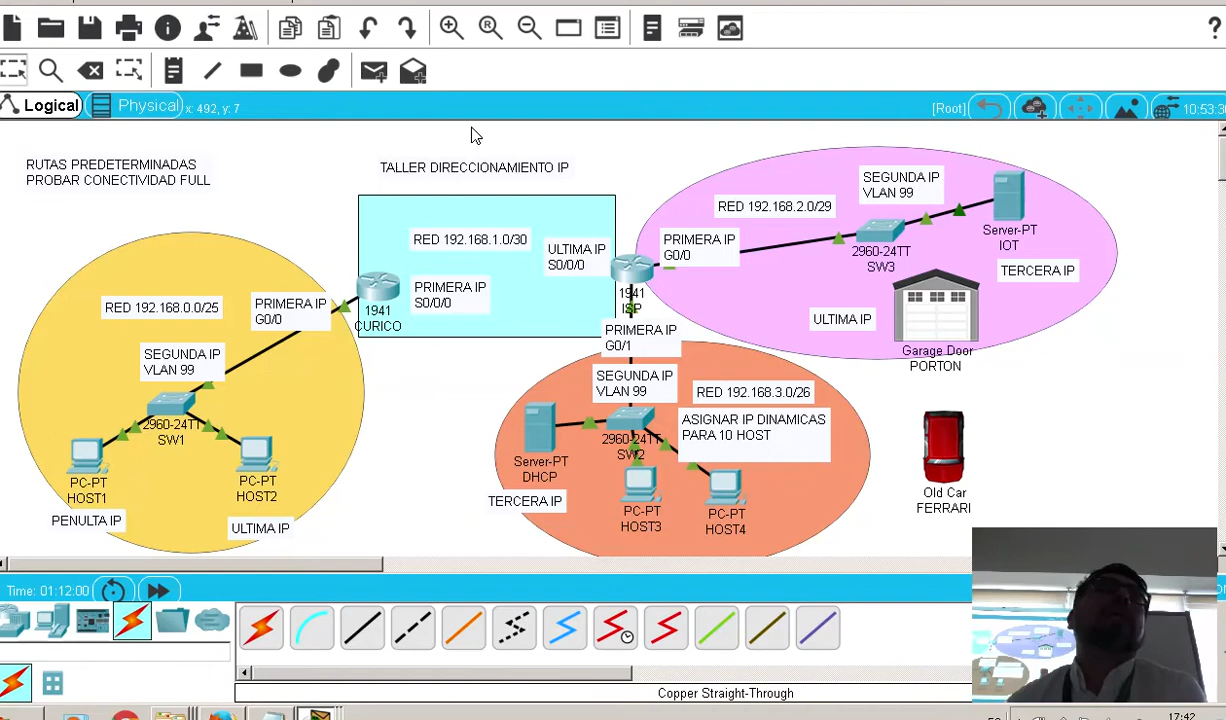 Logical
Physical
x: 492, y: 7
[Root]
10:53:3
RUTAS PREDETERMINADAS
PROBAR CONECTIVIDAD FULL
TALLER DIRECCIONAMIENTO IP
RED 192.168.1.0/30
ULTIMA IP
S0/0/0
PRIMERA IP
S0/0/0
1941
CURICO
RED 192.168.0.0/25
PRIMERA IP
G0/0
SEGUNDA IP
VLAN 99
2960-24TT
SW1
PC-PT
HOST1
PENULTA IP
PC-PT
HOST2
ULTIMA IP
1941
ISP
PRIMERA IP
G0/0
RED 192.168.2.0/29
SEGUNDA IP
VLAN 99
2960-24TT
SW3
Server-PT
IOT
TERCERA IP
ULTIMA IP
Garage Door
PORTON
PRIMERA IP
G0/1
SEGUNDA IP
VLAN 99
RED 192.168.3.0/26
ASIGNAR IP DINAMICAS
PARA 10 HOST
2960-24TT
SW2
Server-PT
DHCP
TERCERA IP
PC-PT
HOST3
PC-PT
HOST4
Old Car
FERRARI
Time: 01:12:00
Copper Straight-Through
17:42